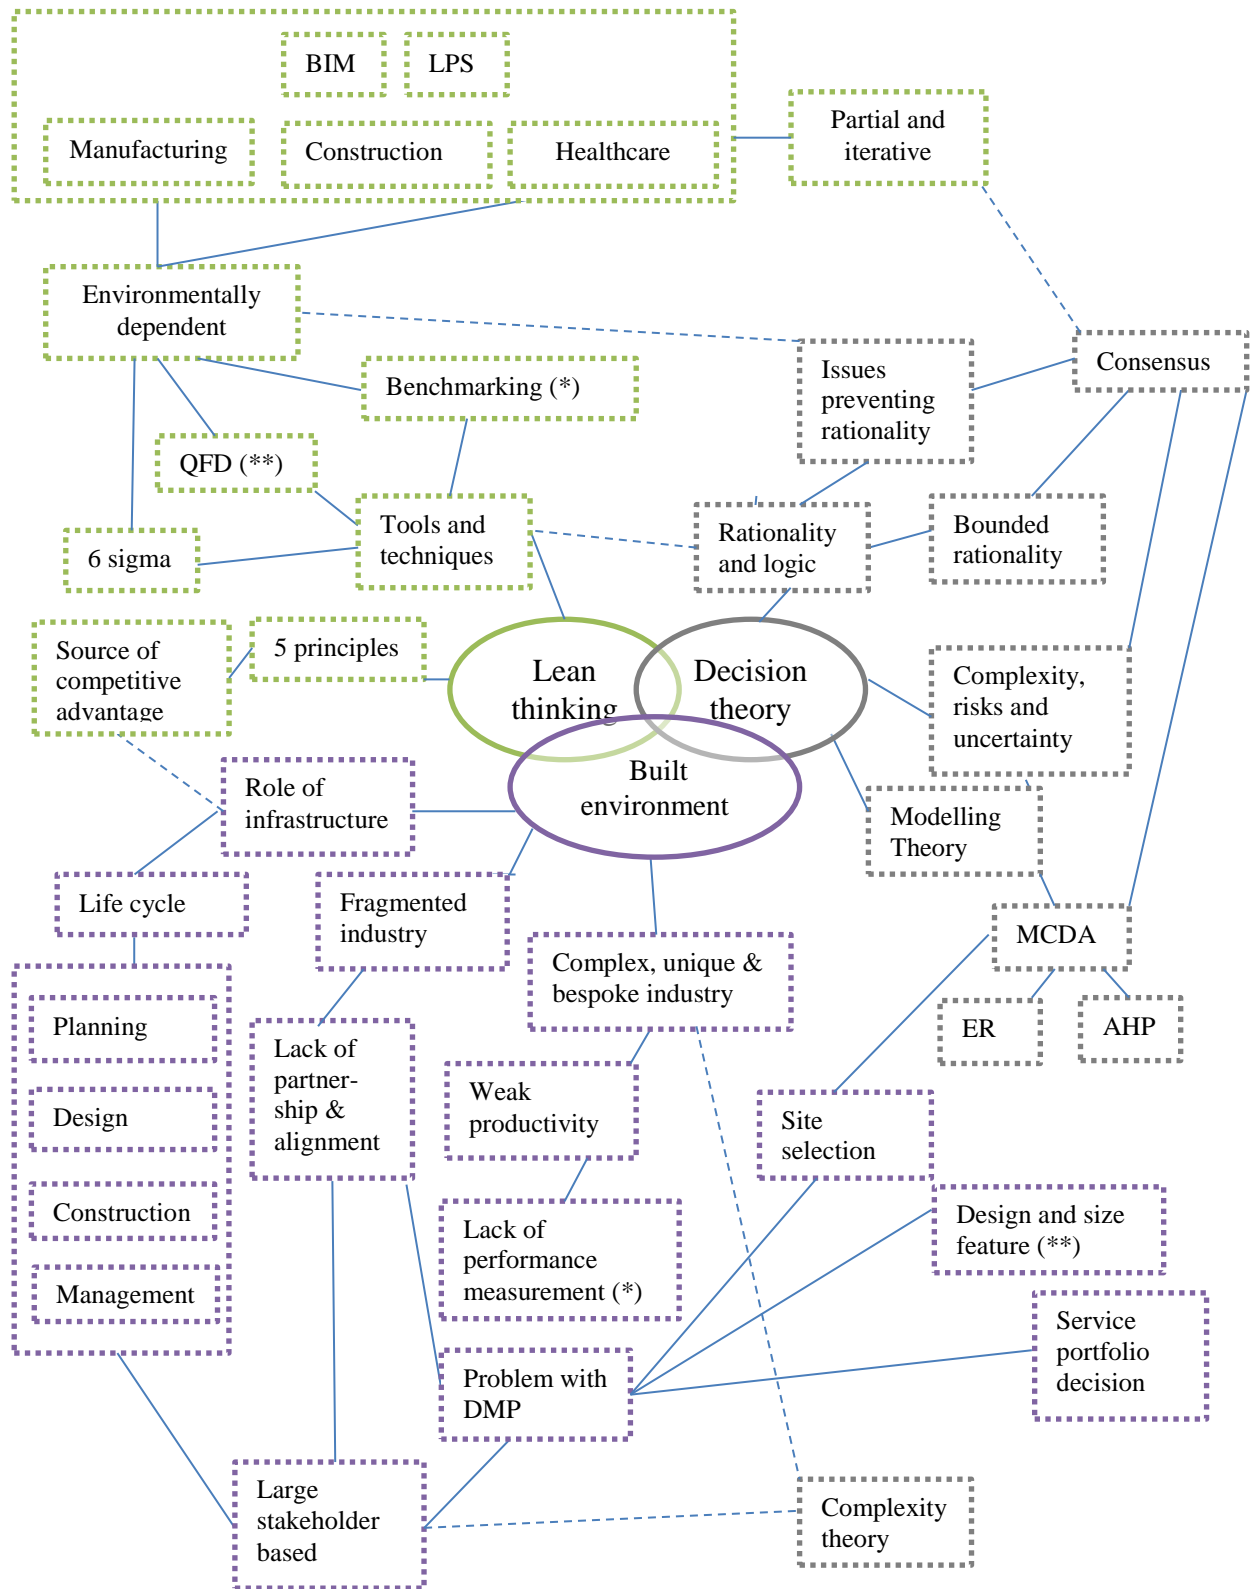 BIM
LPS
Manufacturing
Construction
Healthcare
Partial and
iterative
Environmentally
dependent
Benchmarking (*)
Issues
preventing
rationality
Consensus
QFD (**)
6 sigma
Tools and
techniques
Rationality
and logic
Bounded
rationality
Source of
competitive
advantage
5 principles
Lean
thinking
Decision
theory
Complexity,
risks and
uncertainty
Built
environment
Role of
infrastructure
Modelling
Theory
Life cycle
Fragmented
industry
Complex, unique &
bespoke industry
MCDA
ER
AHP
Planning
Design
Construction
Management
Lack of
partner-
ship &
alignment
Weak
productivity
Site
selection
Lack of
performance
measurement (*)
Design and size
feature (**)
Service
portfolio
decision
Problem with
DMP
Large
stakeholder
based
Complexity
theory